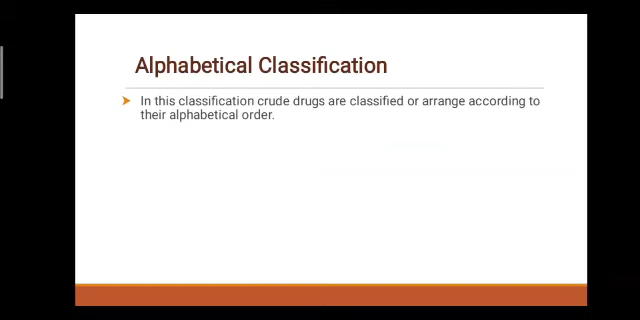 Alphabetical Classification
In this classification crude drugs are classified or arrange according to
their alphabetical order.